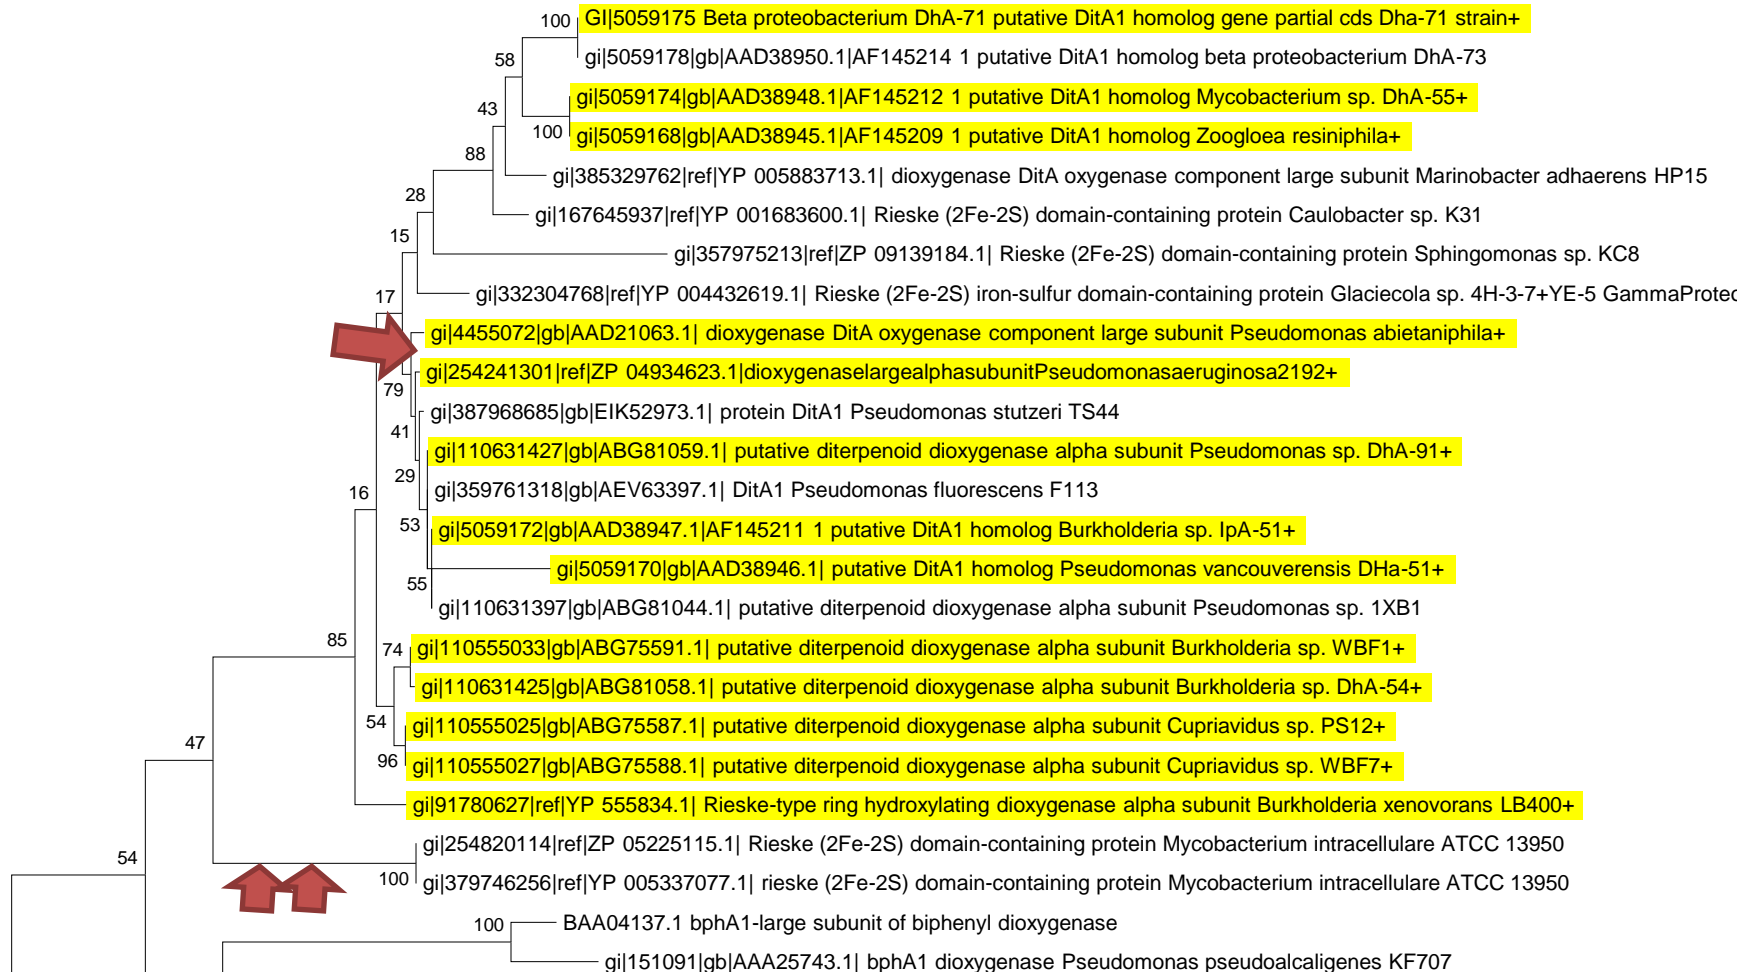 100
GI|5059175 Beta proteobacterium DhA-71 putative DitA1 homolog gene partial cds Dha-71 strain+
gi|5059178|gb|AAD38950.1|AF145214 1 putative DitA1 homolog beta proteobacterium DhA-73
58
gi|5059174|gb|AAD38948.1|AF145212 1 putative DitA1 homolog Mycobacterium sp. DhA-55+
43
100
gi|5059168|gb|AAD38945.1|AF145209 1 putative DitA1 homolog Zoogloea resiniphila+
88
gi|385329762|ref|YP 005883713.1| dioxygenase DitA oxygenase component large subunit Marinobacter adhaerens HP15
28
gi|167645937|ref|YP 001683600.1| Rieske (2Fe-2S) domain-containing protein Caulobacter sp. K31
15
gi|357975213|ref|ZP 09139184.1| Rieske (2Fe-2S) domain-containing protein Sphingomonas sp. KC8
17
gi|332304768|ref|YP 004432619.1| Rieske (2Fe-2S) iron-sulfur domain-containing protein Glaciecola sp. 4H-3-7+YE-5 GammaProteo
gi|4455072|gb|AAD21063.1| dioxygenase DitA oxygenase component large subunit Pseudomonas abietaniphila+
gi|254241301|ref|ZP 04934623.1|dioxygenaselargealphasubunitPseudomonasaeruginosa2192+
79
gi|387968685|gb|EIK52973.1| protein DitA1 Pseudomonas stutzeri TS44
41
gi|110631427|gb|ABG81059.1| putative diterpenoid dioxygenase alpha subunit Pseudomonas sp. DhA-91+
29
gi|359761318|gb|AEV63397.1| DitA1 Pseudomonas fluorescens F113
16
53
gi|5059172|gb|AAD38947.1|AF145211 1 putative DitA1 homolog Burkholderia sp. IpA-51+
gi|5059170|gb|AAD38946.1| putative DitA1 homolog Pseudomonas vancouverensis DHa-51+
55
gi|110631397|gb|ABG81044.1| putative diterpenoid dioxygenase alpha subunit Pseudomonas sp. 1XB1
85
74
gi|110555033|gb|ABG75591.1| putative diterpenoid dioxygenase alpha subunit Burkholderia sp. WBF1+
gi|110631425|gb|ABG81058.1| putative diterpenoid dioxygenase alpha subunit Burkholderia sp. DhA-54+
54
gi|110555025|gb|ABG75587.1| putative diterpenoid dioxygenase alpha subunit Cupriavidus sp. PS12+
47
96
gi|110555027|gb|ABG75588.1| putative diterpenoid dioxygenase alpha subunit Cupriavidus sp. WBF7+
gi|91780627|ref|YP 555834.1| Rieske-type ring hydroxylating dioxygenase alpha subunit Burkholderia xenovorans LB400+
gi|254820114|ref|ZP 05225115.1| Rieske (2Fe-2S) domain-containing protein Mycobacterium intracellulare ATCC 13950
54
100
gi|379746256|ref|YP 005337077.1| rieske (2Fe-2S) domain-containing protein Mycobacterium intracellulare ATCC 13950
100
BAA04137.1 bphA1-large subunit of biphenyl dioxygenase
gi|151091|gb|AAA25743.1| bphA1 dioxygenase Pseudomonas pseudoalcaligenes KF707